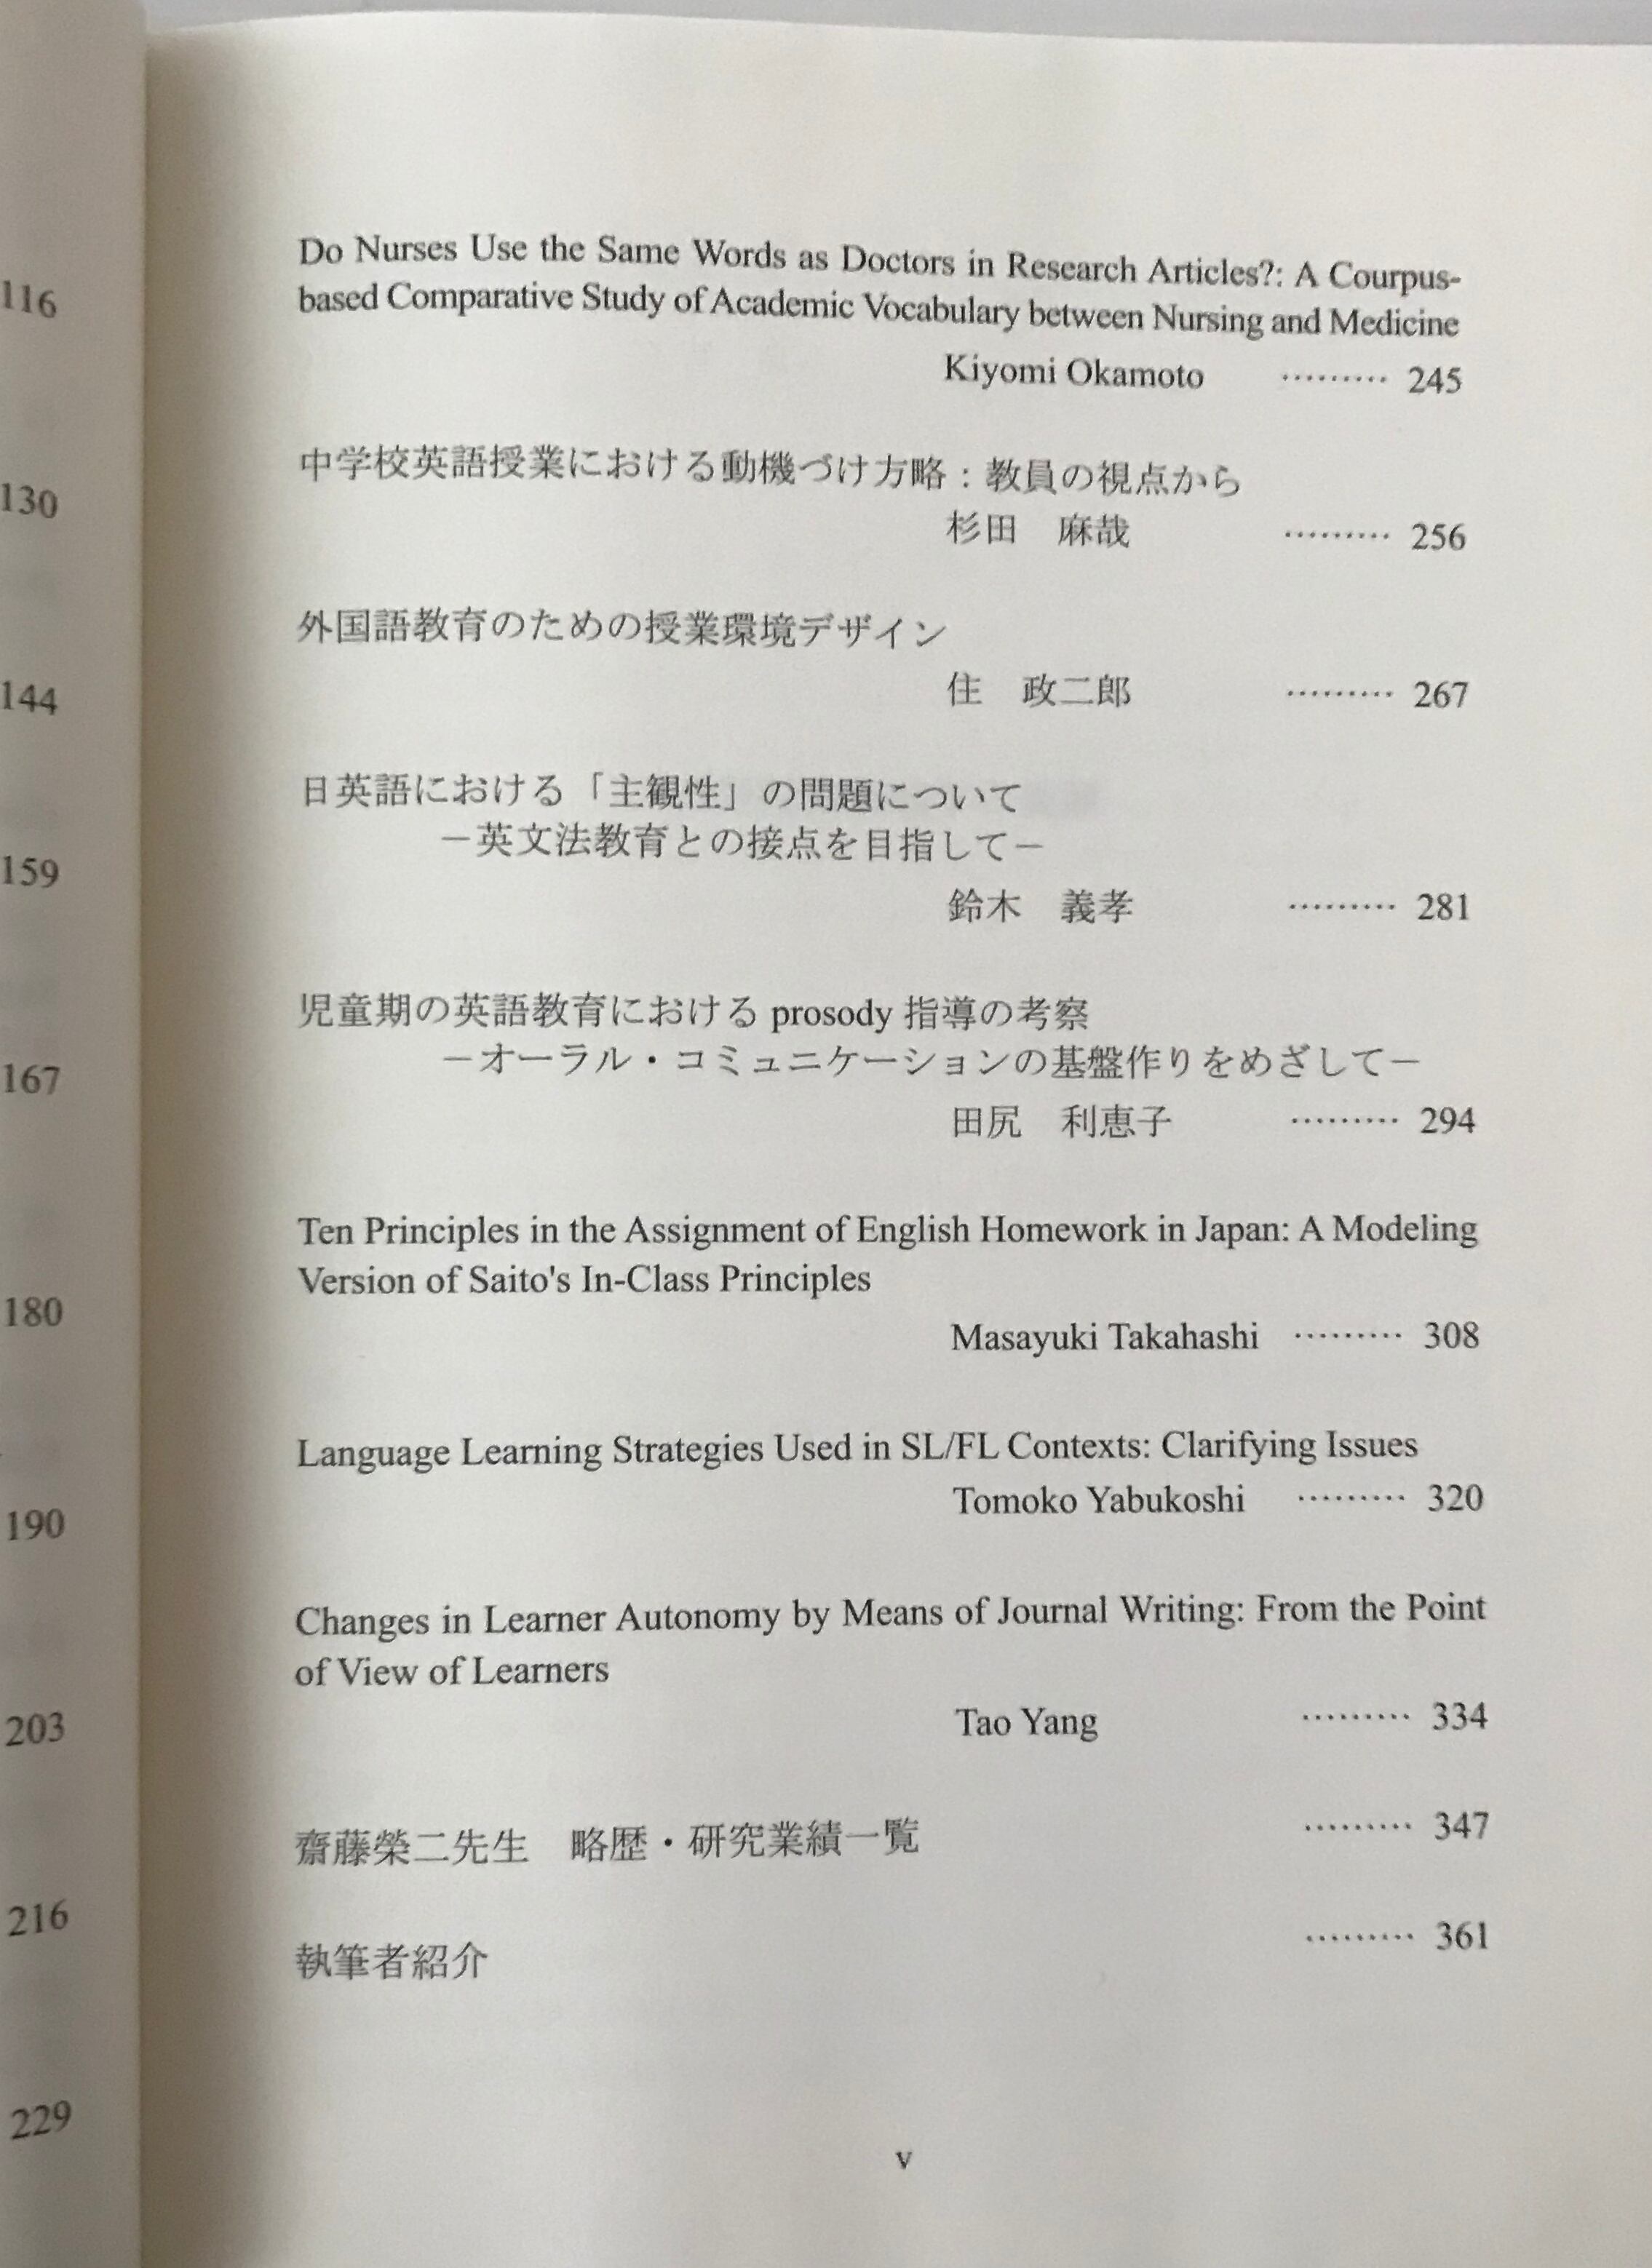 116
130
144
159
167
180
190
203
216
229
Do Nurses Use the Same Words as Doctors in Research Articles?: A Courpus-
based Comparative Study of Academic Vocabulary between Nursing and Medicine
Kiyomi Okamoto ········· 245
中学校英語授業における動機づけ方略：教員の視点から
杉田　麻哉 ········· 256
外国語教育のための授業環境デザイン
住　政二郎 ········· 267
日英語における「主観性」の問題について
－英文法教育との接点を目指して－
鈴木　義孝 ········· 281
児童期の英語教育における prosody 指導の考察
－オーラル・コミュニケーションの基盤作りをめざして－
田尻　利恵子 ········· 294
Ten Principles in the Assignment of English Homework in Japan: A Modeling
Version of Saito's In-Class Principles
Masayuki Takahashi ········· 308
Language Learning Strategies Used in SL/FL Contexts: Clarifying Issues
Tomoko Yabukoshi ········· 320
Changes in Learner Autonomy by Means of Journal Writing: From the Point
of View of Learners
Tao Yang ········· 334
齋藤榮二先生　略歴・研究業績一覧 ········· 347
執筆者紹介 ········· 361
v